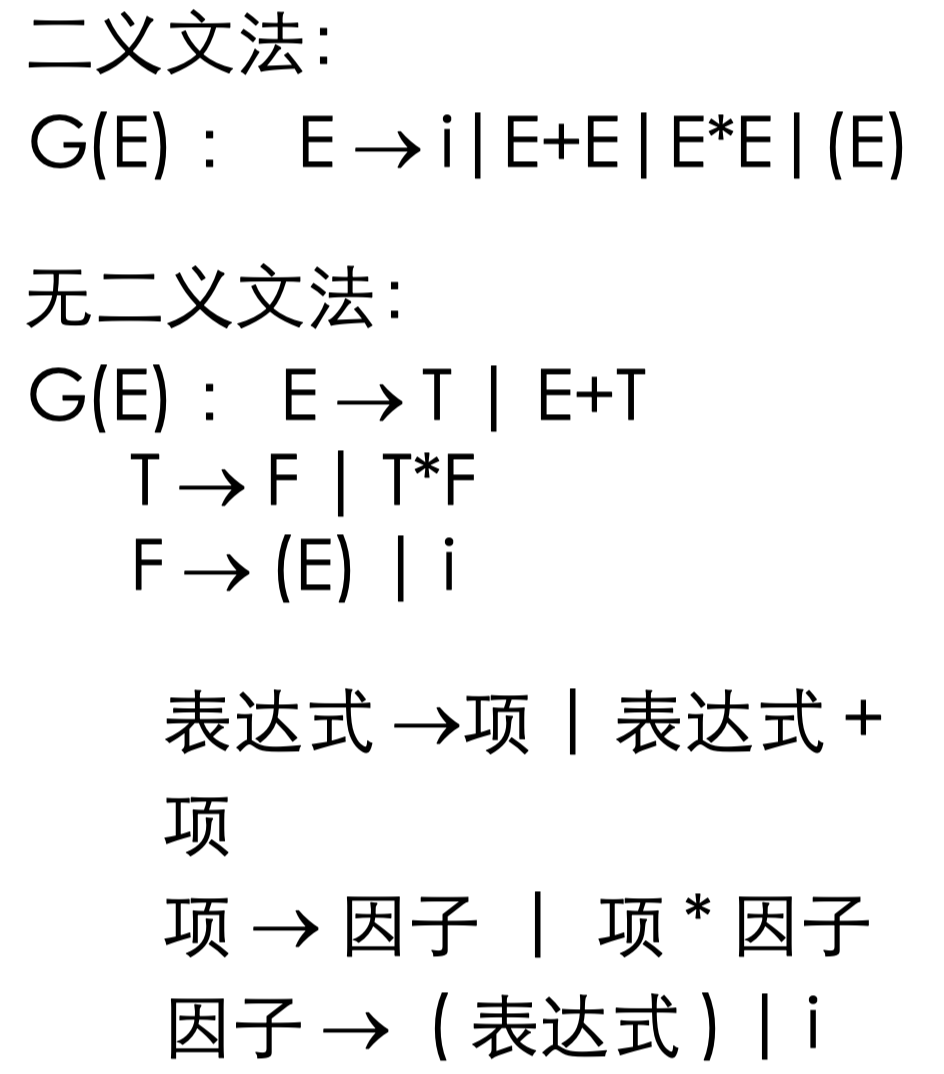 二义文法：
G(E)： E → i | E+E | E*E | (E)
无二义文法：
G(E)： E → T | E+T
T → F | T*F
F → (E) | i
表达式 →项 | 表达式 +
项
项 → 因子 | 项 * 因子
因子 → ( 表达式 ) | i